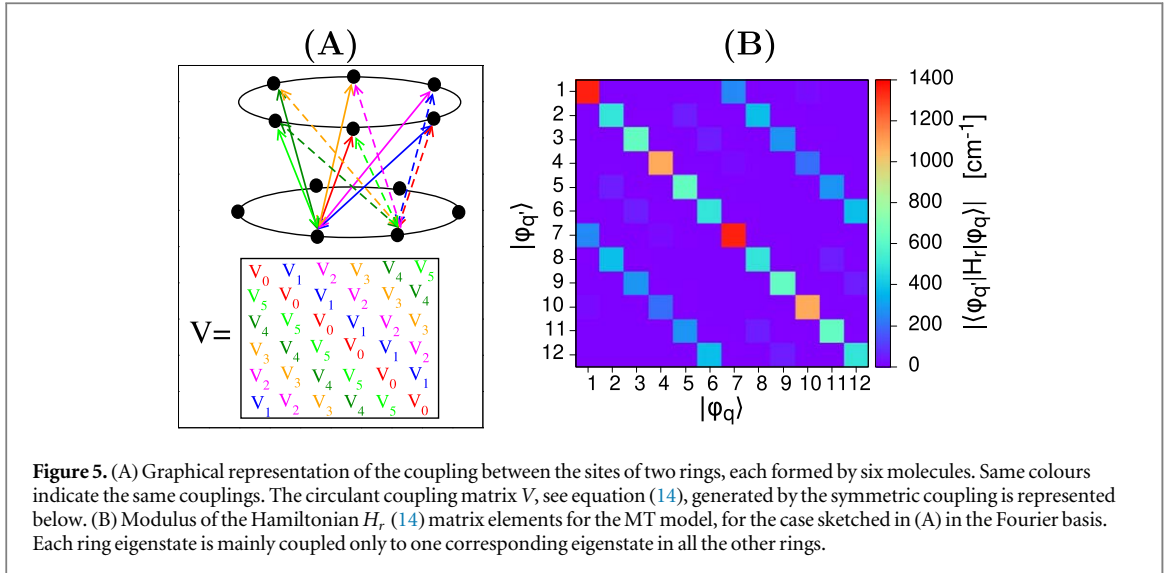 (A)
V=
V0 V1 V2 V3 V4 V5
V5 V0 V1 V2 V3 V4
V4 V5 V0 V1 V2 V3
V3 V4 V5 V0 V1 V2
V2 V3 V4 V5 V0 V1
V1 V2 V3 V4 V5 V0
(B)
1
2
3
4
5
6
7
8
9
10
11
12
|φq'⟩
1 2 3 4 5 6 7 8 9 10 11 12
|φq⟩
1400
1200
1000
800
600
400
200
0
|⟨φq'|Hr|φq⟩| [cm-1]
Figure 5. (A) Graphical representation of the coupling between the sites of two rings, each formed by six molecules. Same colours
indicate the same couplings. The circulant coupling matrix V, see equation (14), generated by the symmetric coupling is represented
below. (B) Modulus of the Hamiltonian Hr (14) matrix elements for the MT model, for the case sketched in (A) in the Fourier basis.
Each ring eigenstate is mainly coupled only to one corresponding eigenstate in all the other rings.